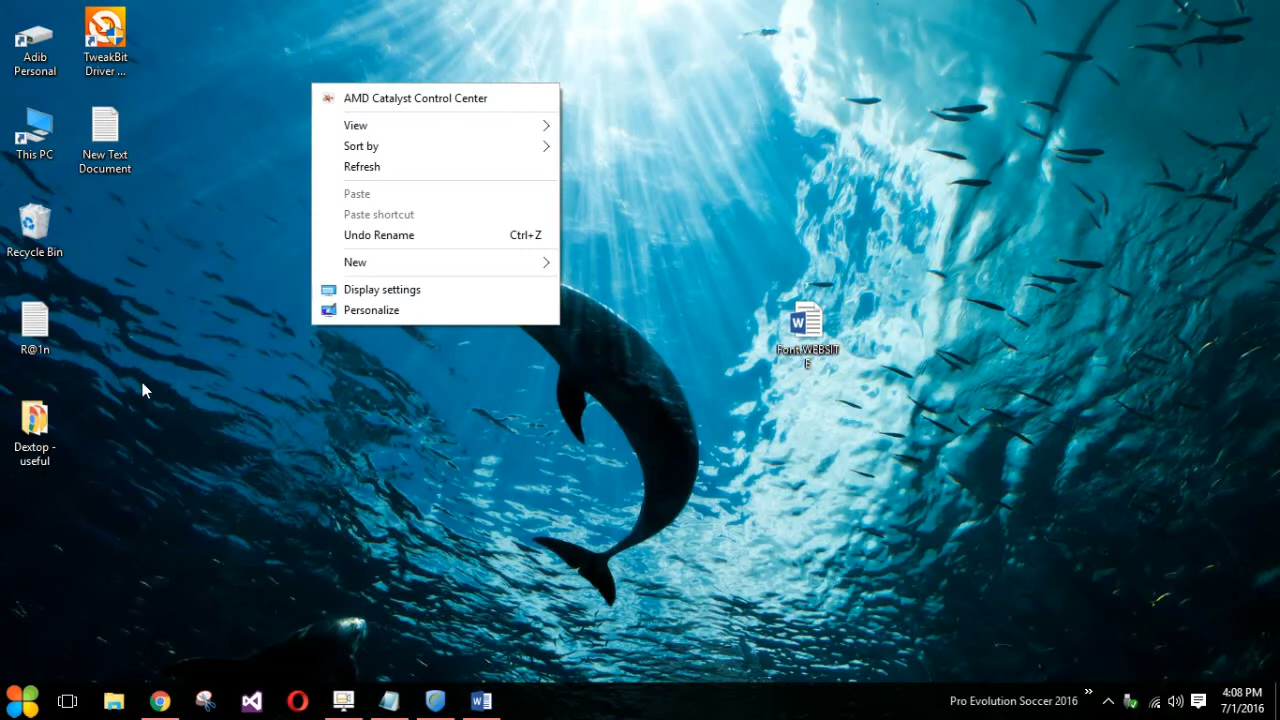 Adib
Personal
TweakBit
Driver ...
This PC
New Text
Document
Recycle Bin
R@1n
Dextop -
useful
AMD Catalyst Control Center
View
Sort by
Refresh
Paste
Paste shortcut
Undo Rename Ctrl+Z
New
Display settings
Personalize
Font WEBSIT
E
Pro Evolution Soccer 2016
4:08 PM
7/1/2016